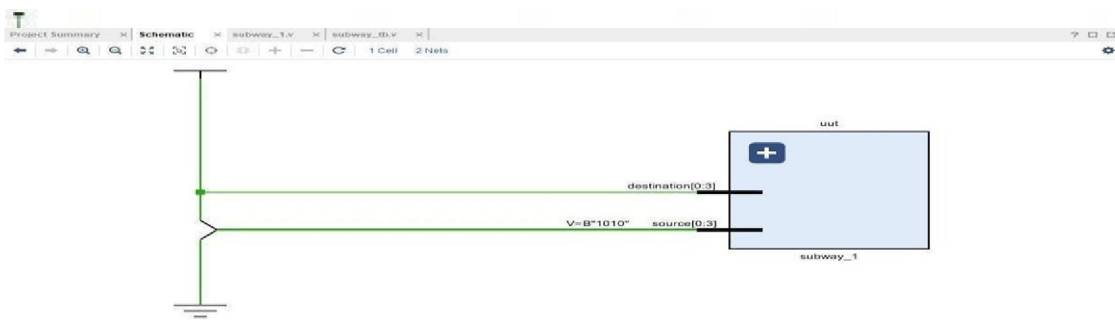 Project Summary × Schematic × subway_1.v × subway_tb.v ×
1 Cell 2 Nets
uut
destination[0:3]
V=B"1010" source[0:3]
subway_1